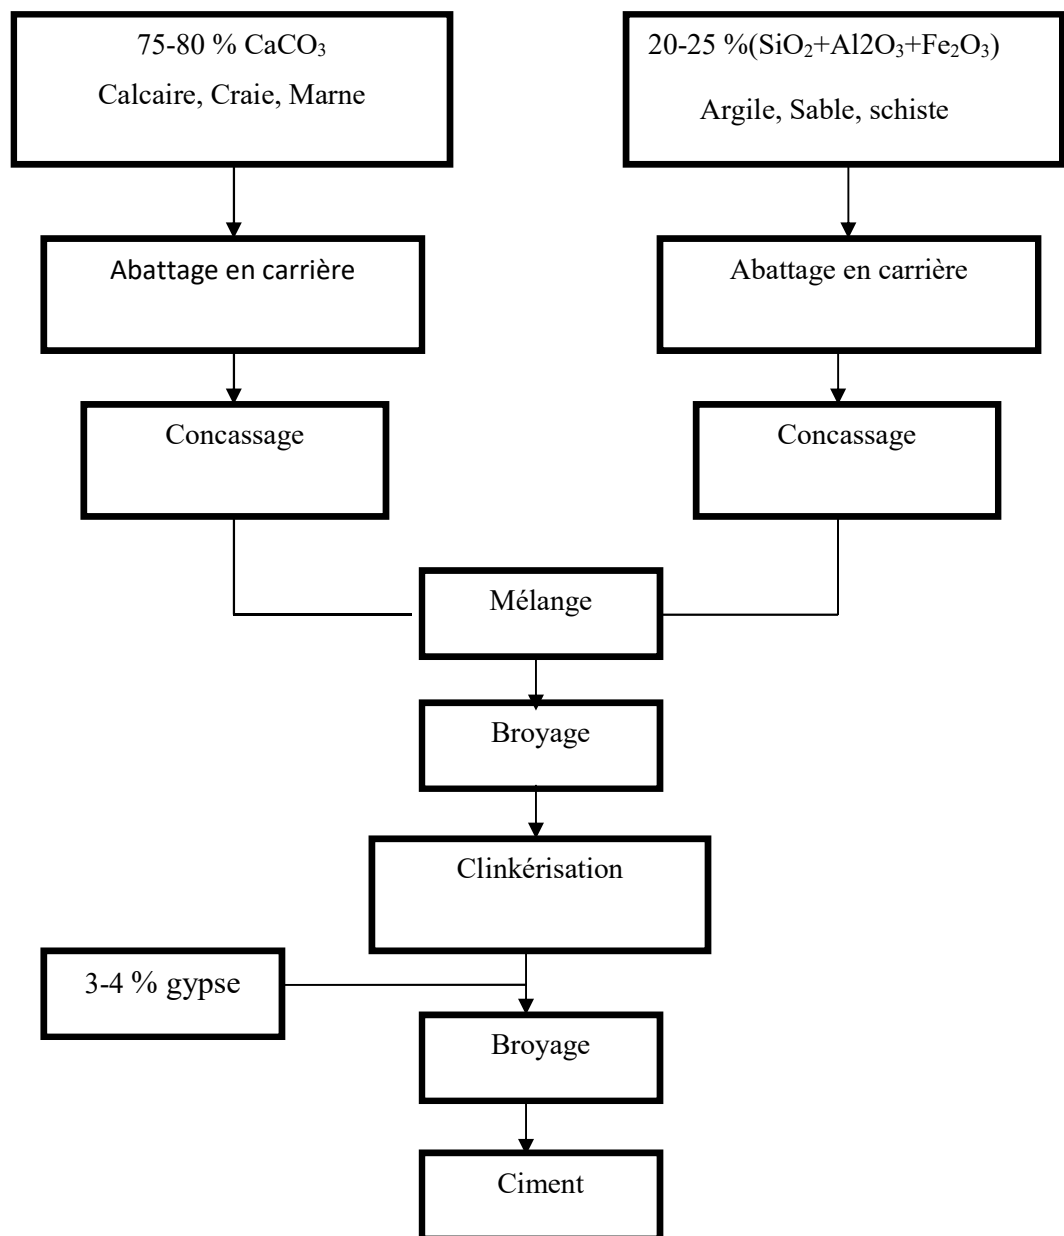 75-80 % CaCO₃
Calcaire, Craie, Marne
20-25 %(SiO₂+Al2O₃+Fe₂O₃)
Argile, Sable, schiste
Abattage en carrière
Abattage en carrière
Concassage
Concassage
Mélange
Broyage
Clinkérisation
3-4 % gypse
Broyage
Ciment